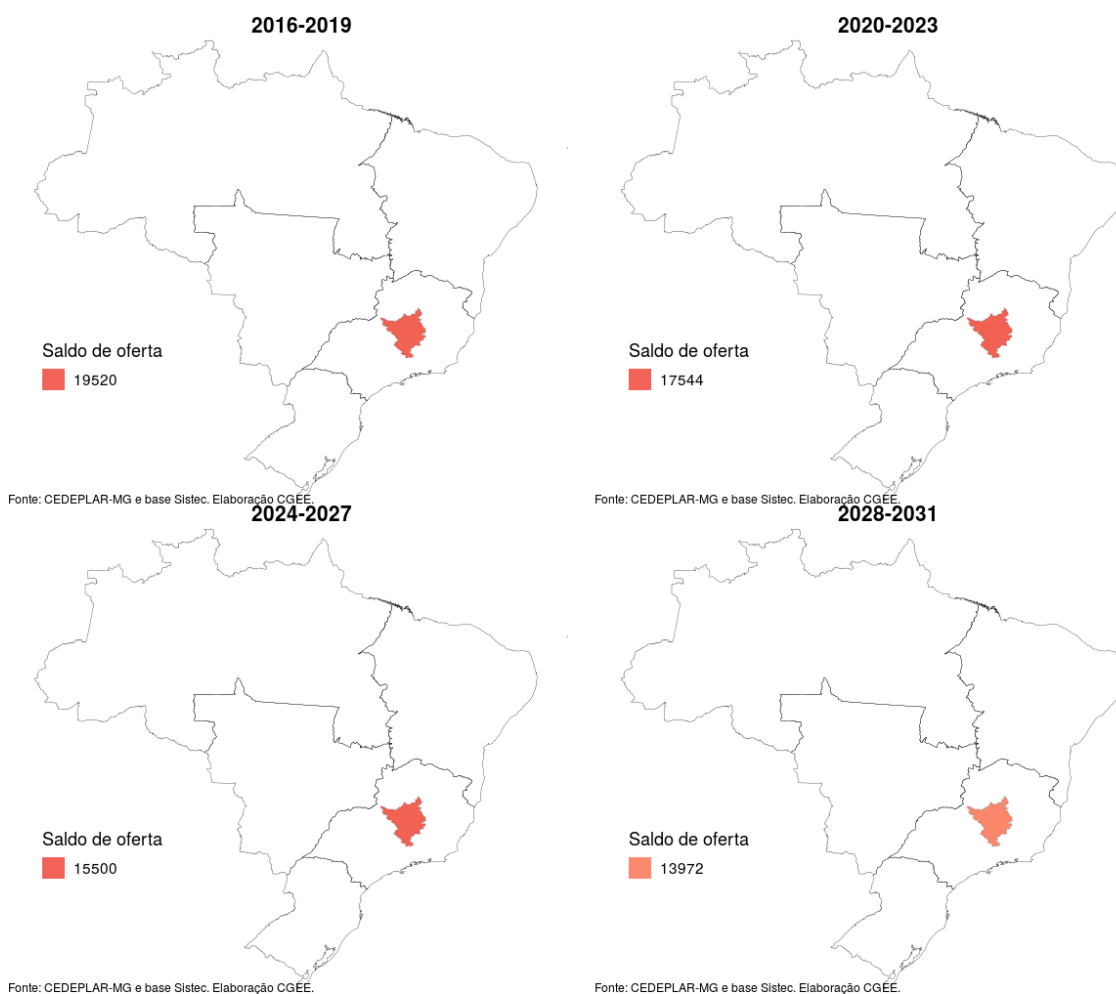 2016-2019
Saldo de oferta
19520
Fonte: CEDEPLAR-MG e base Sistec. Elaboração CGEE.
2020-2023
Saldo de oferta
17544
Fonte: CEDEPLAR-MG e base Sistec. Elaboração CGEE.
2024-2027
Saldo de oferta
15500
Fonte: CEDEPLAR-MG e base Sistec. Elaboração CGEE.
2028-2031
Saldo de oferta
13972
Fonte: CEDEPLAR-MG e base Sistec. Elaboração CGEE.